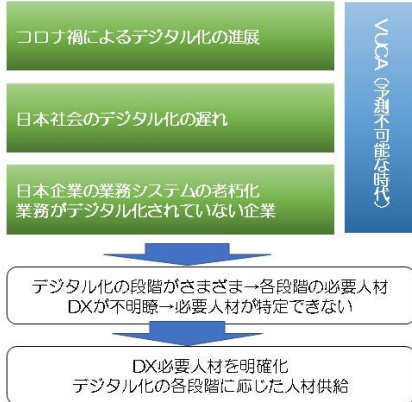 コロナ禍によるデジタル化の進展
VUCA（予測不可能な時代）
日本社会のデジタル化の遅れ
日本企業の業務システムの老朽化
業務がデジタル化されていない企業
デジタル化の段階がさまざま→各段階の必要人材
DXが不明瞭→必要人材が特定できない
DX必要人材を明確化
デジタル化の各段階に応じた人材供給